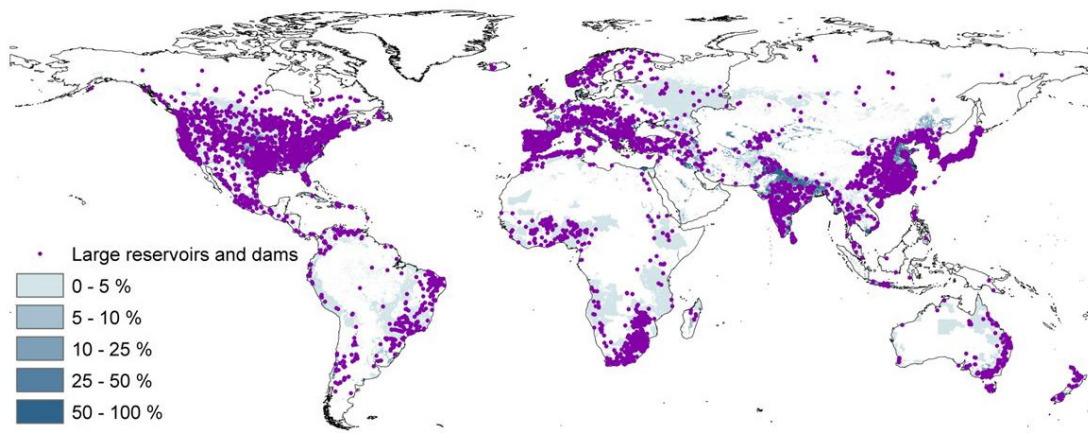 Large reservoirs and dams
0 - 5 %
5 - 10 %
10 - 25 %
25 - 50 %
50 - 100 %